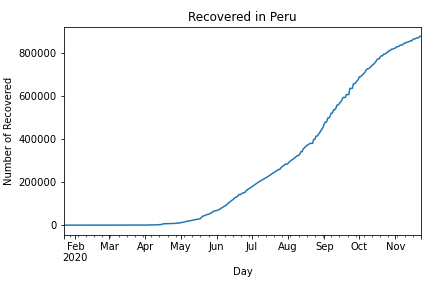 Recovered in Peru
Number of Recovered
800000
600000
400000
200000
0
Feb Mar Apr May Jun Jul Aug Sep Oct Nov
2020
Day